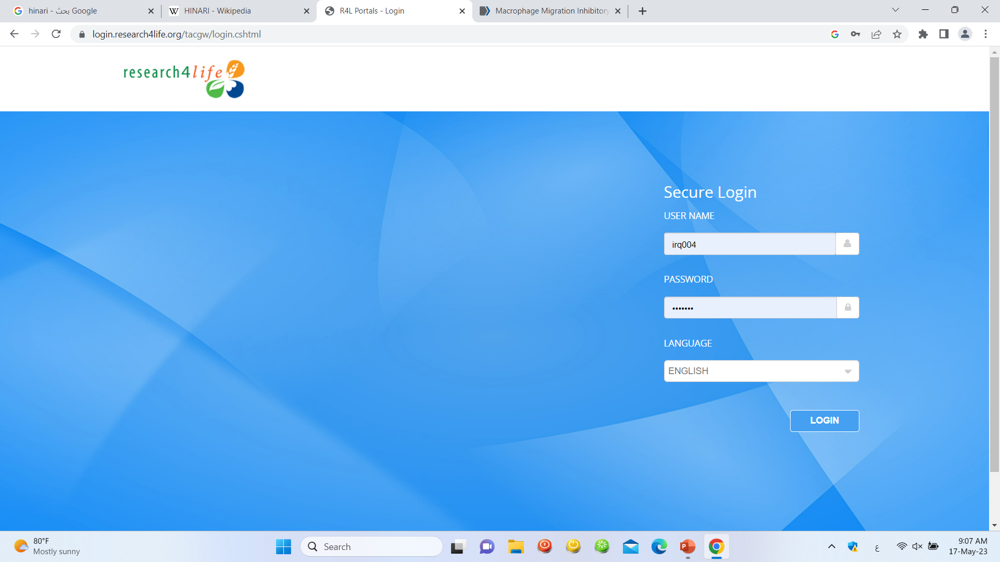 hinari - بحث Google
HINARI - Wikipedia
R4L Portals - Login
Macrophage Migration Inhibitory
login.research4life.org/tacgw/login.cshtml
research4life
Secure Login
USER NAME
irq004
PASSWORD
•••••••
LANGUAGE
ENGLISH
LOGIN
80°F
Mostly sunny
Search
ع
9:07 AM
17-May-23